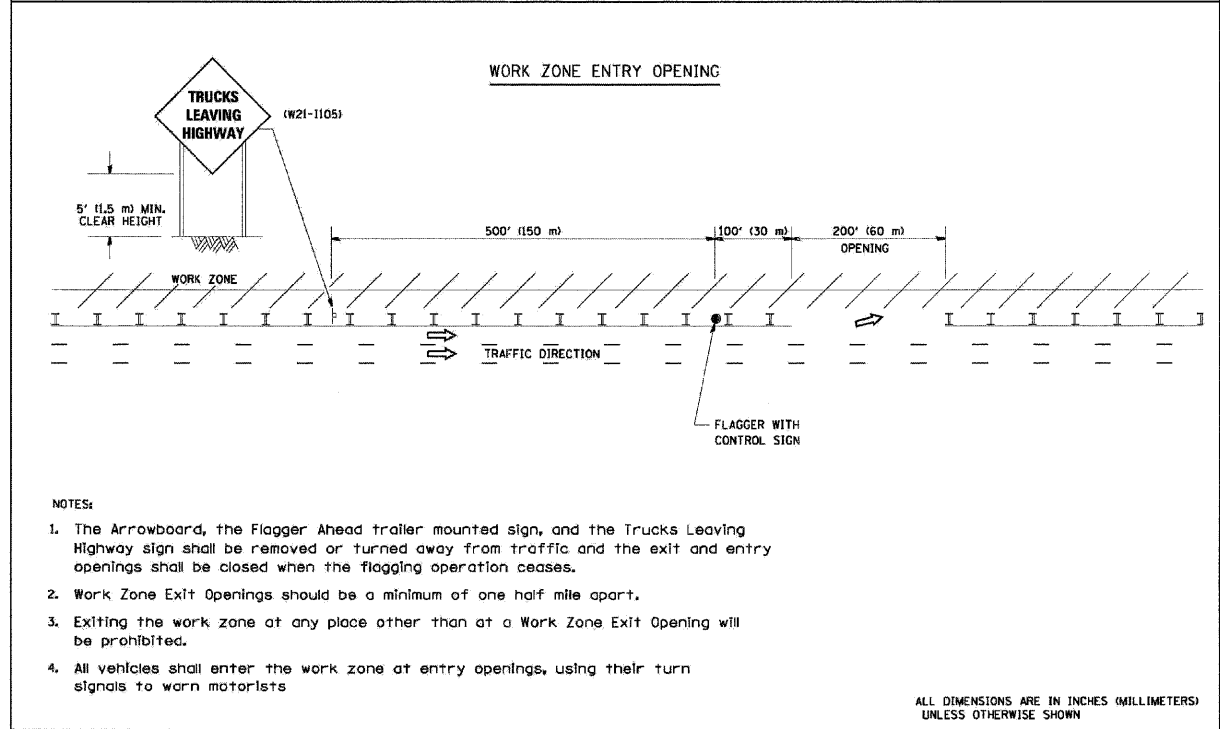 WORK ZONE ENTRY OPENING
TRUCKS
LEAVING
HIGHWAY
(W21-I105)
5' (1.5 m) MIN.
CLEAR HEIGHT
500' (150 m)
100' (30 m)
200' (60 m)
OPENING
WORK ZONE
TRAFFIC DIRECTION
FLAGGER WITH
CONTROL SIGN
NOTES:
1. The Arrowboard, the Flagger Ahead trailer mounted sign, and the Trucks Leaving
Highway sign shall be removed or turned away from traffic and the exit and entry
openings shall be closed when the flagging operation ceases.
2. Work Zone Exit Openings should be a minimum of one half mile apart.
3. Exiting the work zone at any place other than at a Work Zone Exit Opening will
be prohibited.
4. All vehicles shall enter the work zone at entry openings, using their turn
signals to warn motorists
ALL DIMENSIONS ARE IN INCHES (MILLIMETERS)
UNLESS OTHERWISE SHOWN